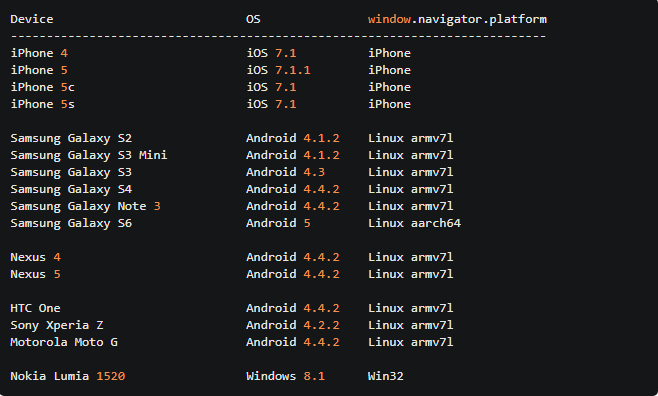 Device OS window.navigator.platform
---------------------------------------------------------------------------
iPhone 4 iOS 7.1 iPhone
iPhone 5 iOS 7.1.1 iPhone
iPhone 5c iOS 7.1 iPhone
iPhone 5s iOS 7.1 iPhone
Samsung Galaxy S2 Android 4.1.2 Linux armv7l
Samsung Galaxy S3 Mini Android 4.1.2 Linux armv7l
Samsung Galaxy S3 Android 4.3 Linux armv7l
Samsung Galaxy S4 Android 4.4.2 Linux armv7l
Samsung Galaxy Note 3 Android 4.4.2 Linux armv7l
Samsung Galaxy S6 Android 5 Linux aarch64
Nexus 4 Android 4.4.2 Linux armv7l
Nexus 5 Android 4.4.2 Linux armv7l
HTC One Android 4.4.2 Linux armv7l
Sony Xperia Z Android 4.2.2 Linux armv7l
Motorola Moto G Android 4.4.2 Linux armv7l
Nokia Lumia 1520 Windows 8.1 Win32